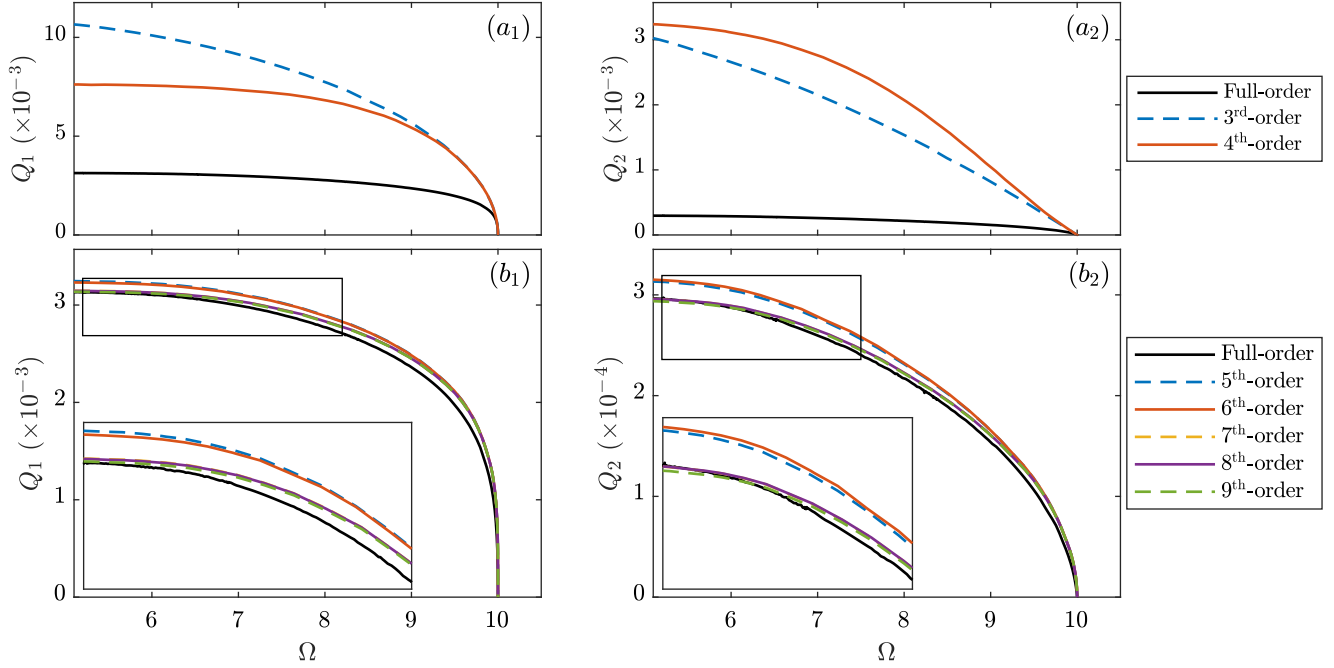 (a₁)
Q₁ (×10⁻³)
10
5
0
(a₂)
Q₂ (×10⁻³)
3
2
1
0
Full-order
3ʳᵈ-order
4ᵗʰ-order
(b₁)
Q₁ (×10⁻³)
3
2
1
0
6
7
8
9
10
Ω
(b₂)
Q₂ (×10⁻⁴)
3
2
1
0
6
7
8
9
10
Ω
Full-order
5ᵗʰ-order
6ᵗʰ-order
7ᵗʰ-order
8ᵗʰ-order
9ᵗʰ-order